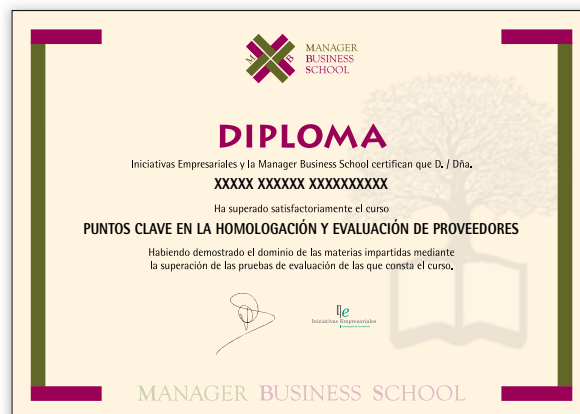 M B
MANAGER
BUSINESS
SCHOOL
DIPLOMA
Iniciativas Empresariales y la Manager Business School certifican que D. / Dña.
XXXXX XXXXXX XXXXXXXXXX
Ha superado satisfactoriamente el curso
PUNTOS CLAVE EN LA HOMOLOGACIÓN Y EVALUACIÓN DE PROVEEDORES
Habiendo demostrado el dominio de las materias impartidas mediante
la superación de las pruebas de evaluación de las que consta el curso.
Ie
Iniciativas Empresariales
MANAGER BUSINESS SCHOOL